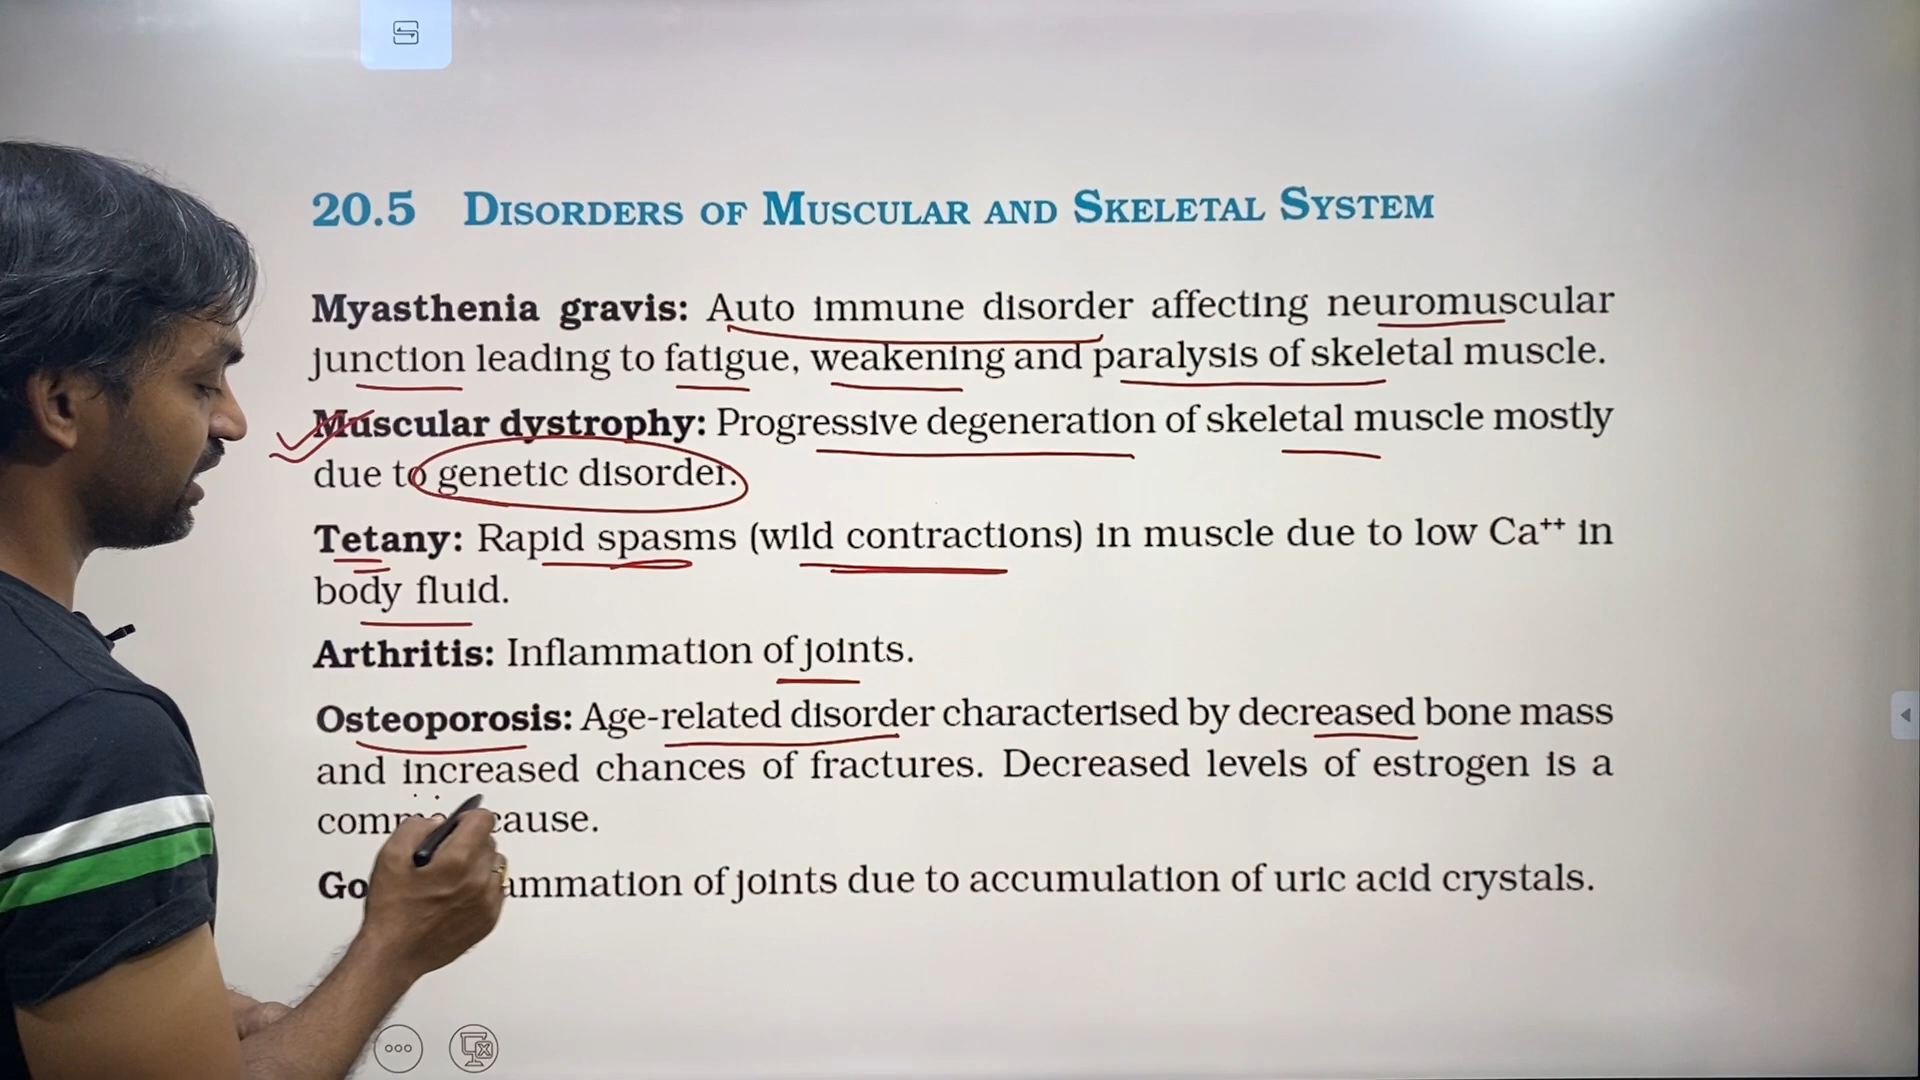 20.5 DISORDERS OF MUSCULAR AND SKELETAL SYSTEM
Myasthenia gravis: Auto immune disorder affecting neuromuscular
junction leading to fatigue, weakening and paralysis of skeletal muscle.
Muscular dystrophy: Progressive degeneration of skeletal muscle mostly
due to genetic disorder.
Tetany: Rapid spasms (wild contractions) in muscle due to low Ca⁺⁺ in
body fluid.
Arthritis: Inflammation of joints.
Osteoporosis: Age-related disorder characterised by decreased bone mass
and increased chances of fractures. Decreased levels of estrogen is a
cause.
of joints due to accumulation of uric acid crystals.